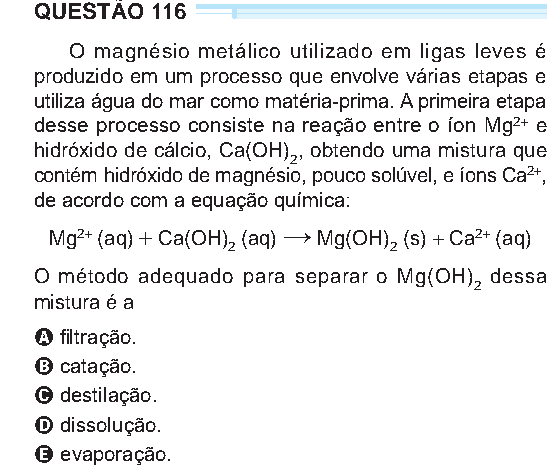 QUESTÃO 116
O magnésio metálico utilizado em ligas leves é
produzido em um processo que envolve várias etapas e
utiliza água do mar como matéria-prima. A primeira etapa
desse processo consiste na reação entre o íon Mg²⁺ e
hidróxido de cálcio, Ca(OH)₂, obtendo uma mistura que
contém hidróxido de magnésio, pouco solúvel, e íons Ca²⁺,
de acordo com a equação química:
Mg²⁺ (aq) + Ca(OH)₂ (aq) ⟶ Mg(OH)₂ (s) + Ca²⁺ (aq)
O método adequado para separar o Mg(OH)₂ dessa
mistura é a
A filtração.
B catação.
C destilação.
D dissolução.
E evaporação.